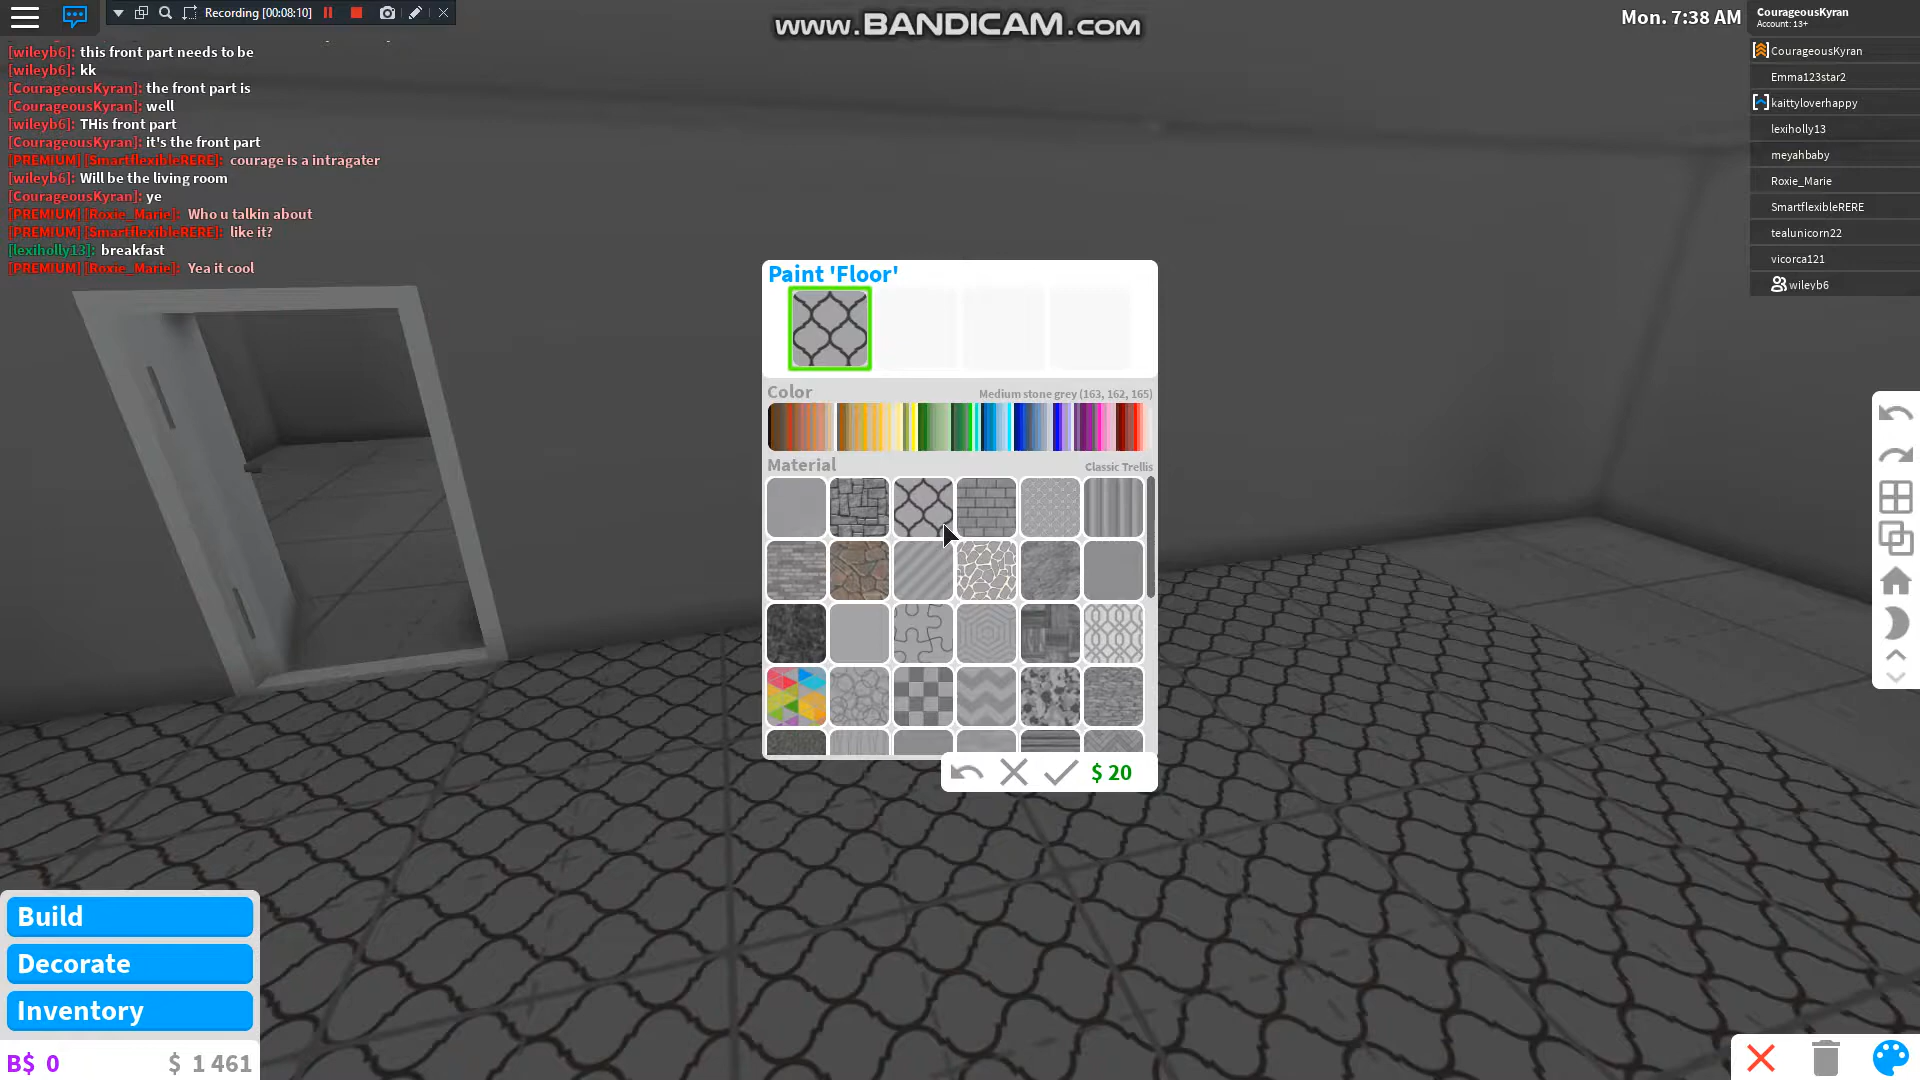 Recording [00:08:10]
www.BANDICAM.com
Mon. 7:38 AM
CourageousKyran
Account: 13+
[wileyb6]: this front part needs to be
[wileyb6]: kk
[CourageousKyran]: the front part is
[CourageousKyran]: well
[wileyb6]: THis front part
[CourageousKyran]: it's the front part
[PREMIUM] [SmartflexibleRERE]: courage is a intragater
[wileyb6]: Will be the living room
[CourageousKyran]: ye
[PREMIUM] [Roxie_Marie]: Who u talkin about
[PREMIUM] [SmartflexibleRERE]: like it?
[lexiholly13]: breakfast
[PREMIUM] [Roxie_Marie]: Yea it cool
CourageousKyran
Emma123star2
kaittyloverhappy
lexiholly13
meyahbaby
Roxie_Marie
SmartflexibleRERE
tealunicorn22
vicorca121
wileyb6
Paint 'Floor'
Color
Medium stone grey (163, 162, 165)
Material
Classic Trellis
$ 20
Build
Decorate
Inventory
B$ 0
$ 1 461